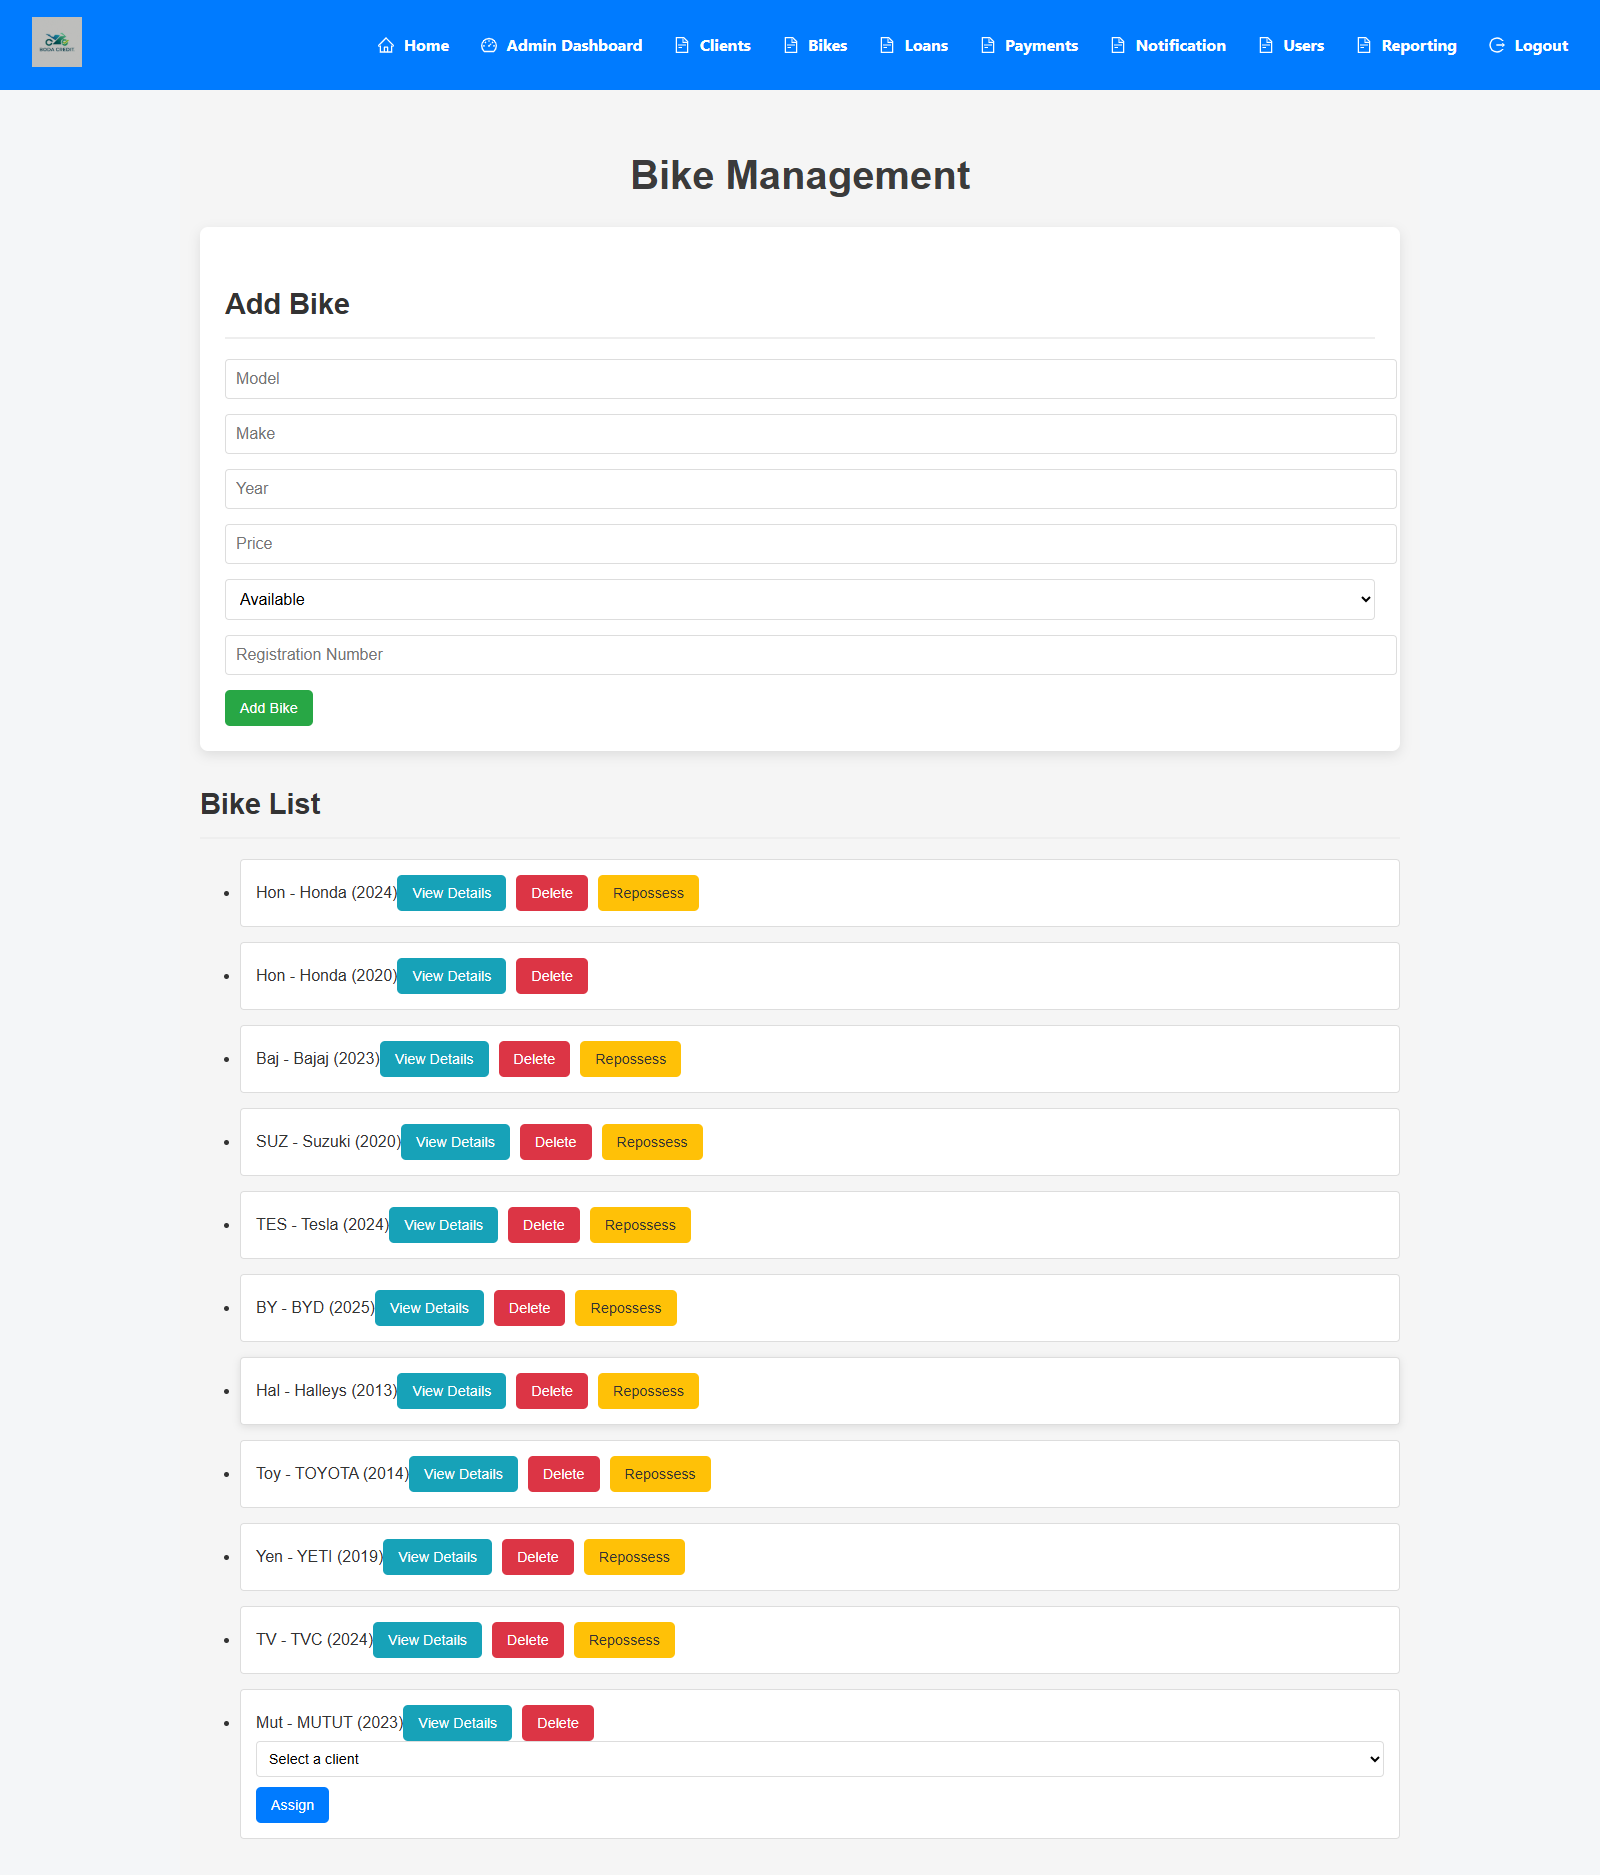 BODA CREDIT
Home Admin Dashboard Clients Bikes Loans Payments Notification Users Reporting Logout
Bike Management
Add Bike
Model
Make
Year
Price
Available
Registration Number
Add Bike
Bike List
Hon - Honda (2024) View Details Delete Repossess
Hon - Honda (2020) View Details Delete
Baj - Bajaj (2023) View Details Delete Repossess
SUZ - Suzuki (2020) View Details Delete Repossess
TES - Tesla (2024) View Details Delete Repossess
BY - BYD (2025) View Details Delete Repossess
Hal - Halleys (2013) View Details Delete Repossess
Toy - TOYOTA (2014) View Details Delete Repossess
Yen - YETI (2019) View Details Delete Repossess
TV - TVC (2024) View Details Delete Repossess
Mut - MUTUT (2023) View Details Delete
Select a client
Assign